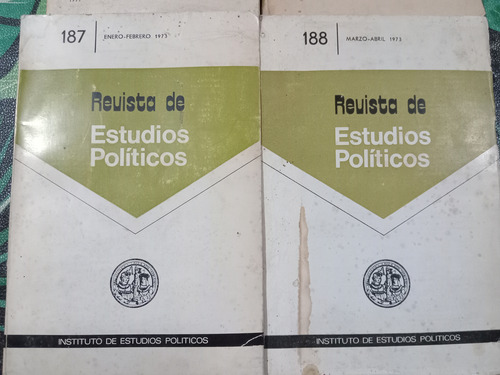 187
ENERO-FEBRERO 1973
Revista de
Estudios
Políticos
INSTITUTO DE ESTUDIOS POLITICOS
188
MARZO-ABRIL 1973
Revista de
Estudios
Políticos
INSTITUTO DE ESTUDIOS POLITICOS